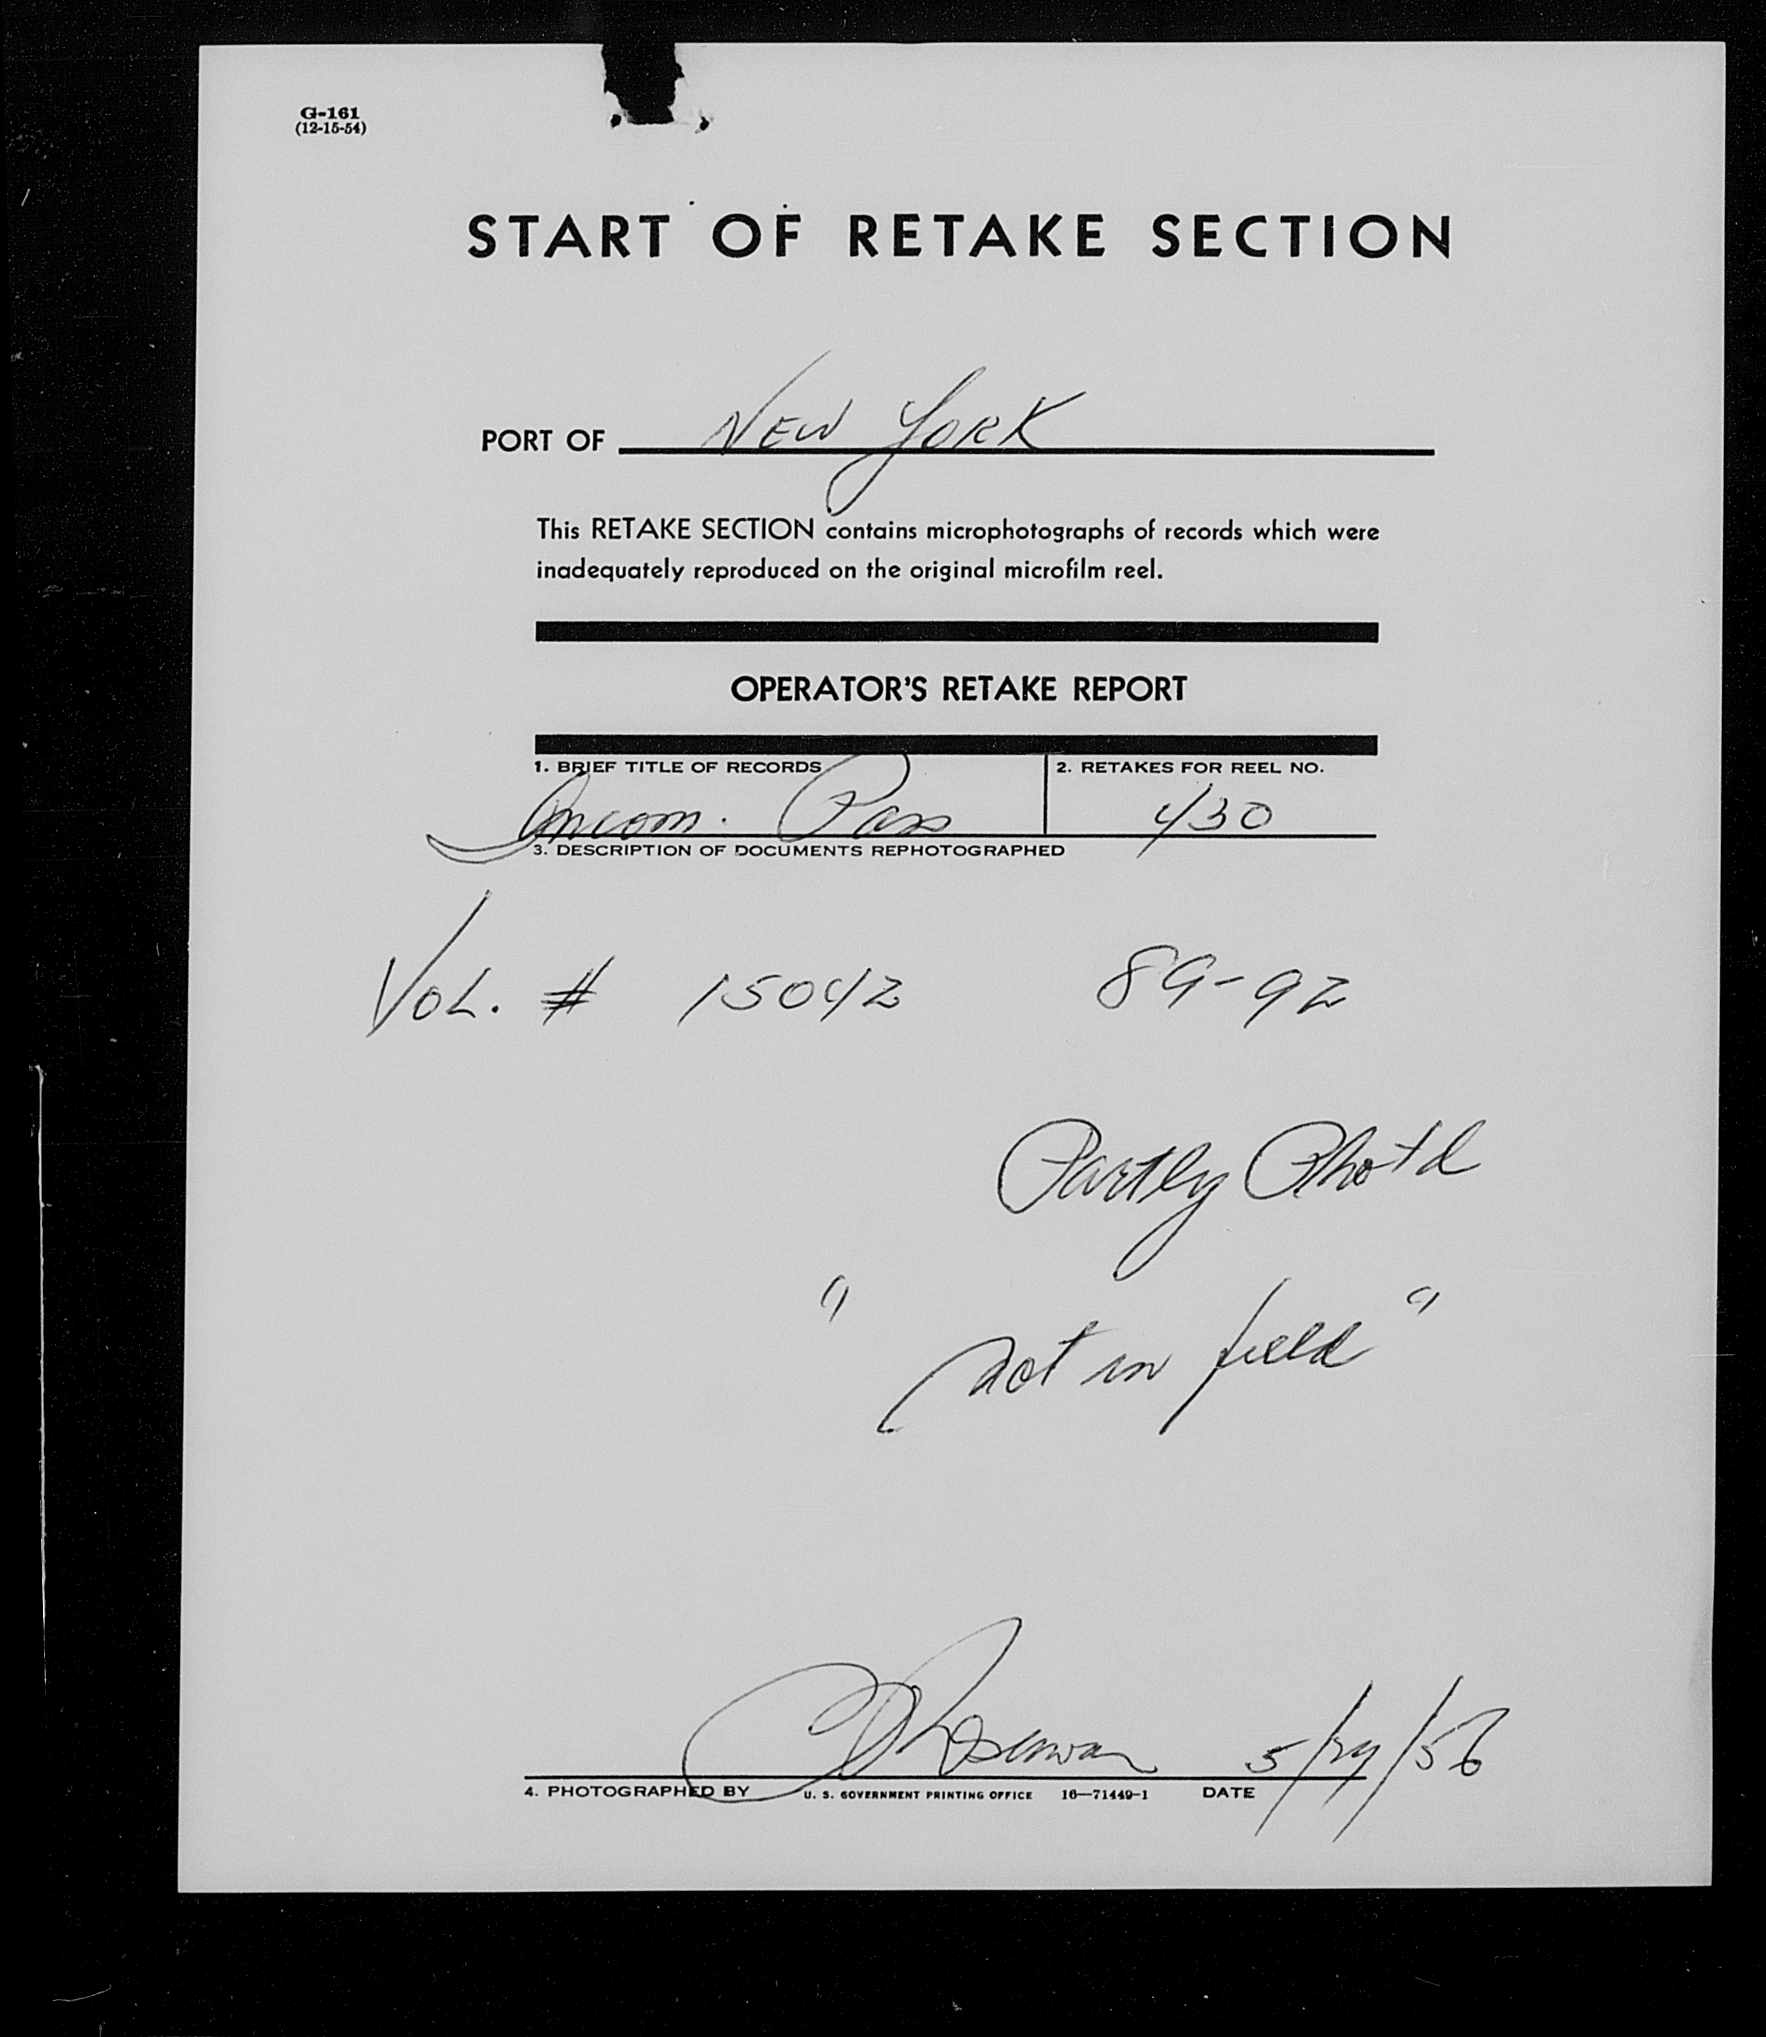 G-161
(12-15-54)
START OF RETAKE SECTION
PORT OF NEW YORK
This RETAKE SECTION contains microphotographs of records which were
inadequately reproduced on the original microfilm reel.
OPERATOR'S RETAKE REPORT
1. BRIEF TITLE OF RECORDS 2. RETAKES FOR REEL NO.
Incom. Pass 430
3. DESCRIPTION OF DOCUMENTS REPHOTOGRAPHED
VOL. # 15042 89-92
Partly Photd
" not in field "
5/24/56
4. PHOTOGRAPHED BY U. S. GOVERNMENT PRINTING OFFICE 16—71449-1 DATE